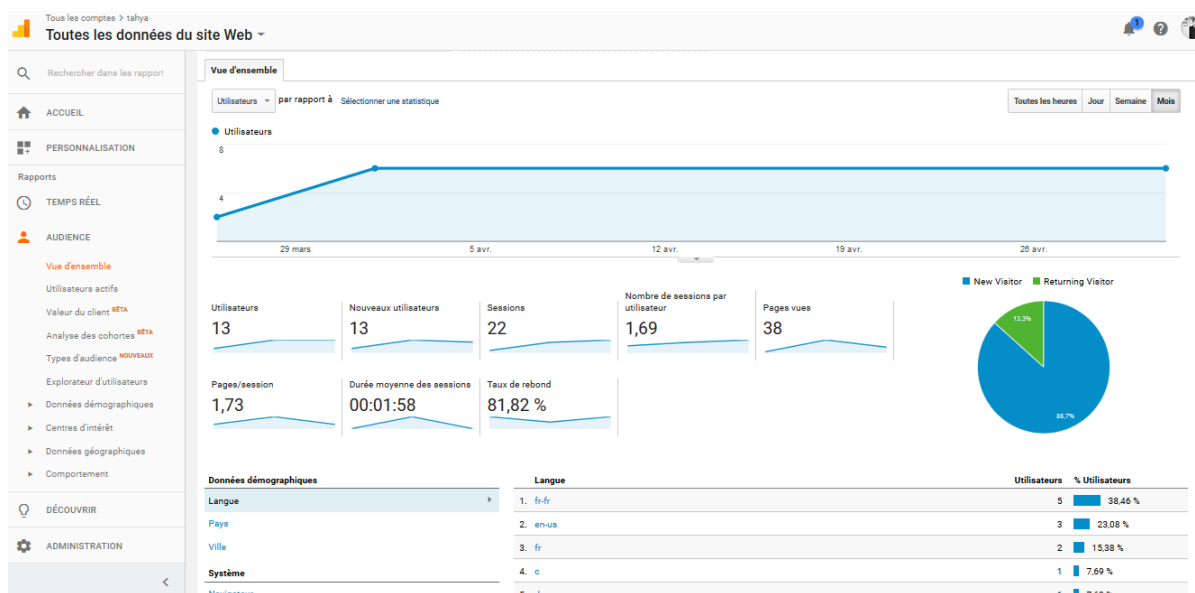 Tous les comptes > tahya
Toutes les données du site Web
1
Rechercher dans les rapport
ACCUEIL
PERSONNALISATION
Rapports
TEMPS RÉEL
AUDIENCE
Vue d'ensemble
Utilisateurs actifs
Valeur du client BÊTA
Analyse des cohortes BÊTA
Types d'audience NOUVEAUX
Explorateur d'utilisateurs
Données démographiques
Centres d'intérêt
Données géographiques
Comportement
DÉCOUVRIR
ADMINISTRATION
Vue d'ensemble
Utilisateurs par rapport à Sélectionner une statistique
Toutes les heures Jour Semaine Mois
Utilisateurs
8
4
29 mars 5 avr. 12 avr. 19 avr. 26 avr.
New Visitor Returning Visitor
13,3%
86,7%
Utilisateurs
13
Nouveaux utilisateurs
13
Sessions
22
Nombre de sessions par
utilisateur
1,69
Pages vues
38
Pages/session
1,73
Durée moyenne des sessions
00:01:58
Taux de rebond
81,82 %
Données démographiques
Langue
Pays
Ville
Système
Langue Utilisateurs % Utilisateurs
1. fr-fr 5 38,46 %
2. en-us 3 23,08 %
3. fr 2 15,38 %
4. c 1 7,69 %